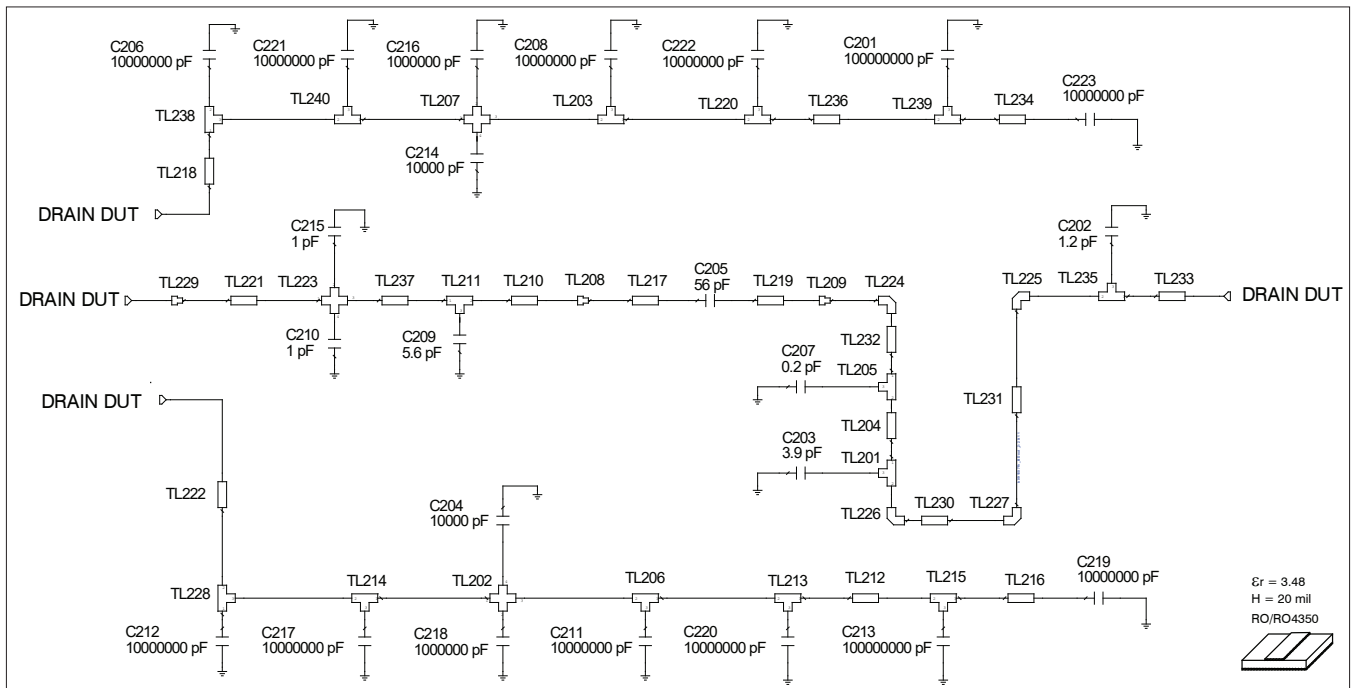 C206
10000000 pF
C221
10000000 pF
C216
1000000 pF
C208
10000000 pF
C222
10000000 pF
C201
100000000 pF
C223
10000000 pF
TL238
TL240
TL207
TL203
TL220
TL236
TL239
TL234
C214
10000 pF
TL218
DRAIN DUT
C215
1 pF
C202
1.2 pF
TL229
TL221
TL223
TL237
TL211
TL210
TL208
TL217
C205
56 pF
TL219
TL209
TL224
TL225
TL235
TL233
DRAIN DUT
DRAIN DUT
C210
1 pF
C209
5.6 pF
TL232
C207
0.2 pF
TL205
DRAIN DUT
TL231
TL204
C203
3.9 pF
TL201
TL222
C204
10000 pF
TL226
TL230
TL227
TL228
TL214
TL202
TL206
TL213
TL212
TL215
TL216
C219
10000000 pF
C212
10000000 pF
C217
10000000 pF
C218
1000000 pF
C211
10000000 pF
C220
10000000 pF
C213
100000000 pF
Ɛr = 3.48
H = 20 mil
RO/RO4350